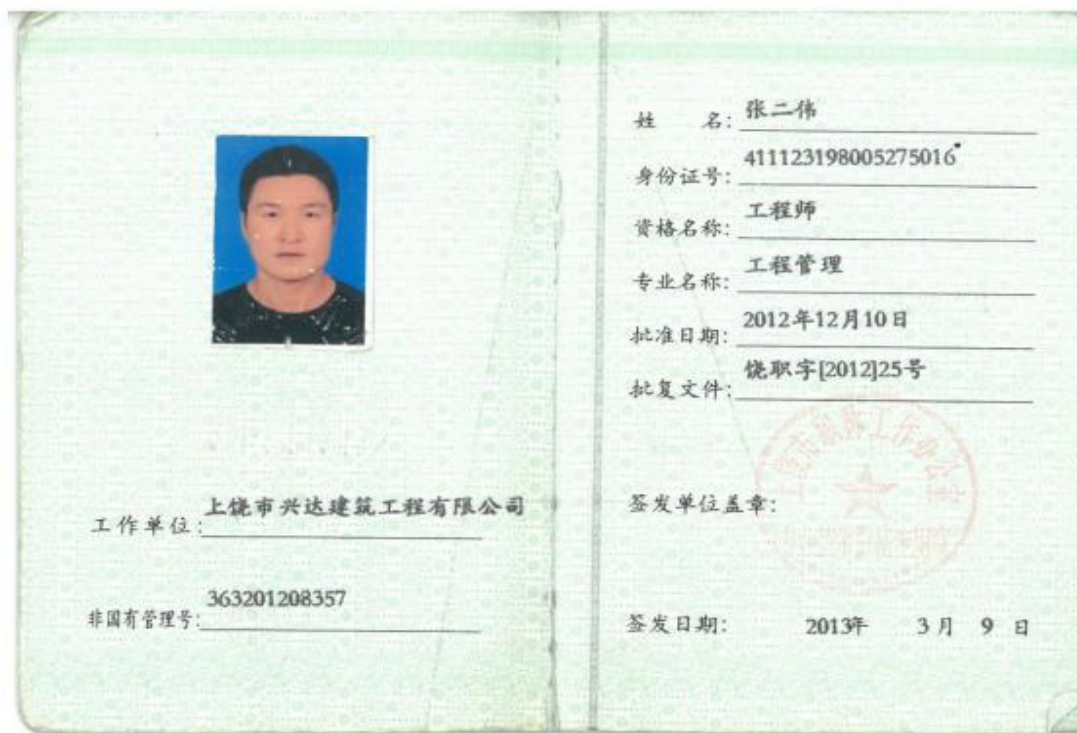 工作单位:上饶市兴达建筑工程有限公司
非国有管理号:363201208357
姓 名:张二伟
身份证号:411123198005275016
资格名称:工程师
专业名称:工程管理
批准日期:2012年12月10日
批复文件:饶职字[2012]25号
签发单位盖章:
签发日期: 2013年 3月 9日